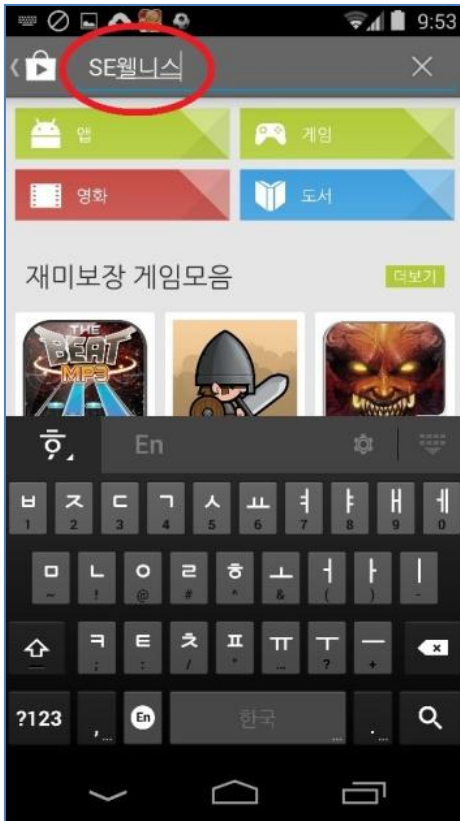 9:53
SE웰니스
앱
게임
영화
도서
재미보장 게임모음
더보기
THE
BEAT
MP3
En
ㅂ ㅈ ㄷ ㄱ ㅅ ㅛ ㅕ ㅑ ㅐ ㅔ
1 2 3 4 5 6 7 8 9 0
ㅁ ㄴ ㅇ ㄹ ㅎ ㅗ ㅓ ㅏ ㅣ
~ ! @ # ^ & ( ) -
ㅋ ㅌ ㅊ ㅍ ㅠ ㅜ ㅡ
; : / ... ? +
?123 , ... En 한국 ... . ...